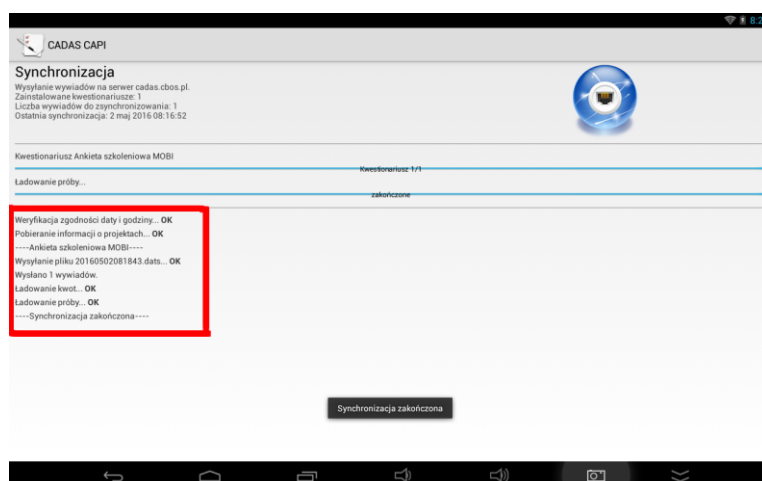 8:2
CADAS CAPI
Synchronizacja
Wysyłanie wywiadów na serwer cadas.cbos.pl.
Zainstalowane kwestionariusze: 1
Liczba wywiadów do zsynchronizowania: 1
Ostatnia synchronizacja: 2 maj 2016 08:16:52
Kwestionariusz Ankieta szkoleniowa MOBI
Kwestionariusz 1/1
Ładowanie próby...
zakończone
Weryfikacja zgodności daty i godziny... OK
Pobieranie informacji o projektach... OK
----Ankieta szkoleniowa MOBI----
Wysyłanie pliku 20160502081843.dats... OK
Wysłano 1 wywiadów.
Ładowanie kwot... OK
Ładowanie próby... OK
----Synchronizacja zakończona----
Synchronizacja zakończona